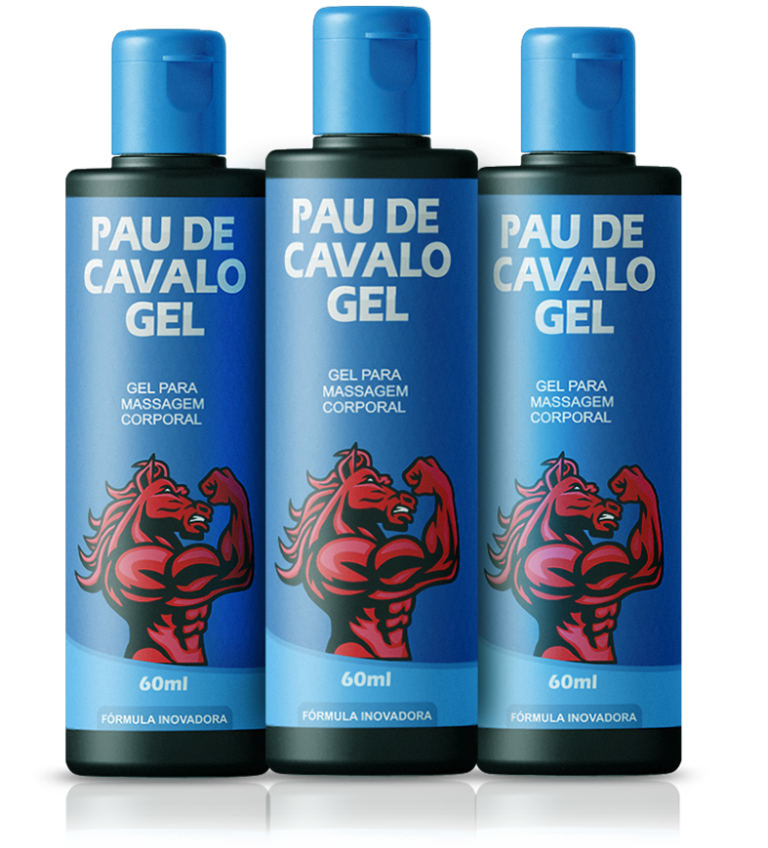 PAU DE
CAVALO
GEL
GEL PARA
MASSAGEM
CORPORAL
60ml
FÓRMULA INOVADORA
PAU DE
CAVALO
GEL
GEL PARA
MASSAGEM
CORPORAL
60ml
FÓRMULA INOVADORA
PAU DE
CAVALO
GEL
GEL PARA
MASSAGEM
CORPORAL
60ml
FÓRMULA INOVADORA